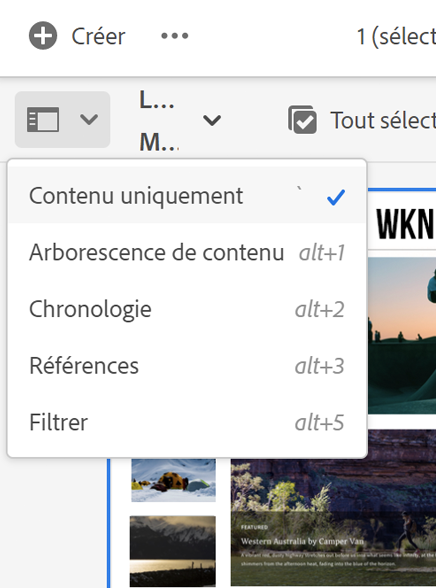 Créer
1 (sélect
L...
M...
Tout sélect
Contenu uniquement `
Arborescence de contenu alt+1
Chronologie alt+2
Références alt+3
Filtrer alt+5
WKN
FEATURED
Western Australia by Camper Van